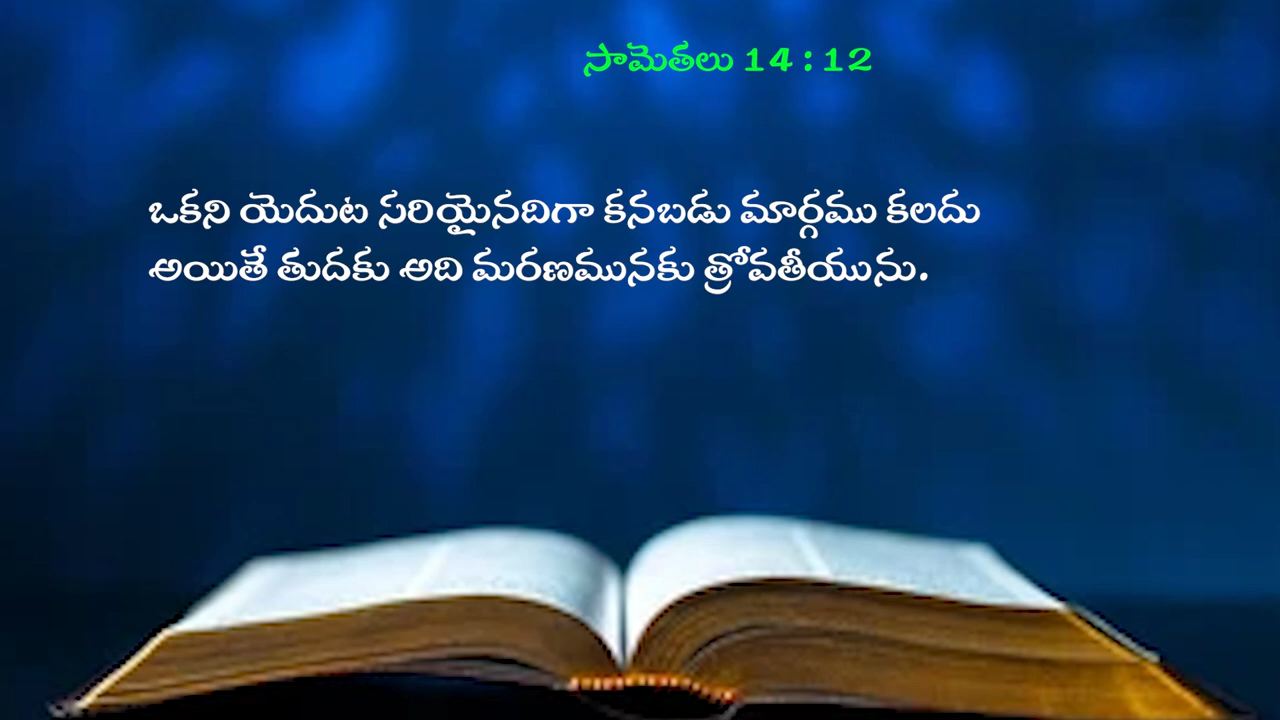 సామెతలు 14 : 12
ఒకని యెదుట సరియైనదిగా కనబడు మార్గము కలదు
అయితే తుదకు అది మరణమునకు త్రోవతీయును.